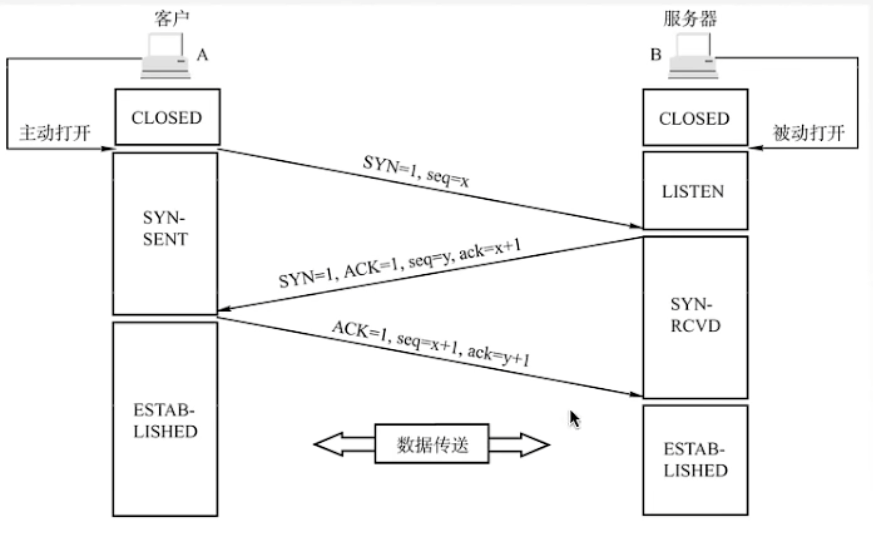 客户
服务器
A
B
CLOSED
CLOSED
主动打开
被动打开
SYN=1, seq=x
LISTEN
SYN-
SENT
SYN=1, ACK=1, seq=y, ack=x+1
SYN-
RCVD
ACK=1, seq=x+1, ack=y+1
ESTAB-
LISHED
数据传送
ESTAB-
LISHED